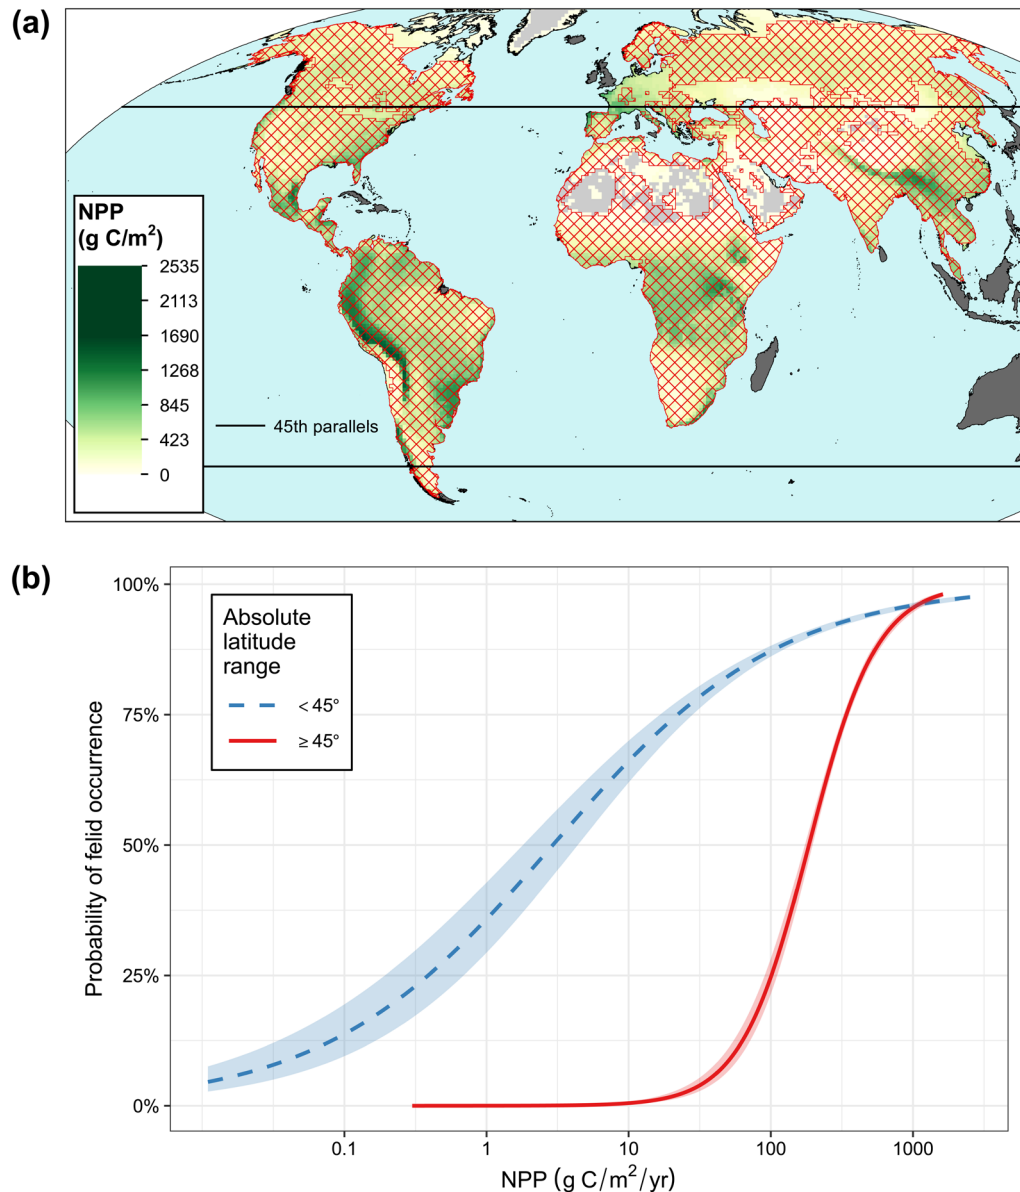 (a)
NPP
(g C/m²)
2535
2113
1690
1268
845
423
0
45th parallels
(b)
Probability of felid occurrence
100%
75%
50%
25%
0%
Absolute
latitude
range
< 45°
≥ 45°
0.1
1
10
100
1000
NPP (g C/m²/yr)